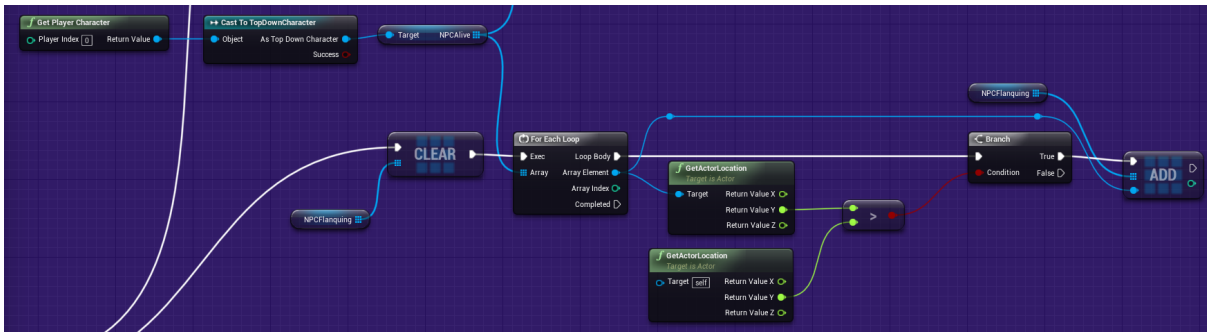 Get Player Character
Player Index 0 Return Value
Cast To TopDownCharacter
Object As Top Down Character
Success
Target NPCAlive
CLEAR
NPCFlanquing
For Each Loop
Exec Loop Body
Array Array Element
Array Index
Completed
GetActorLocation
Target is Actor
Target Return Value X
Return Value Y
Return Value Z
>
GetActorLocation
Target is Actor
Target self Return Value X
Return Value Y
Return Value Z
NPCFlanquing
Branch
True
Condition False
ADD